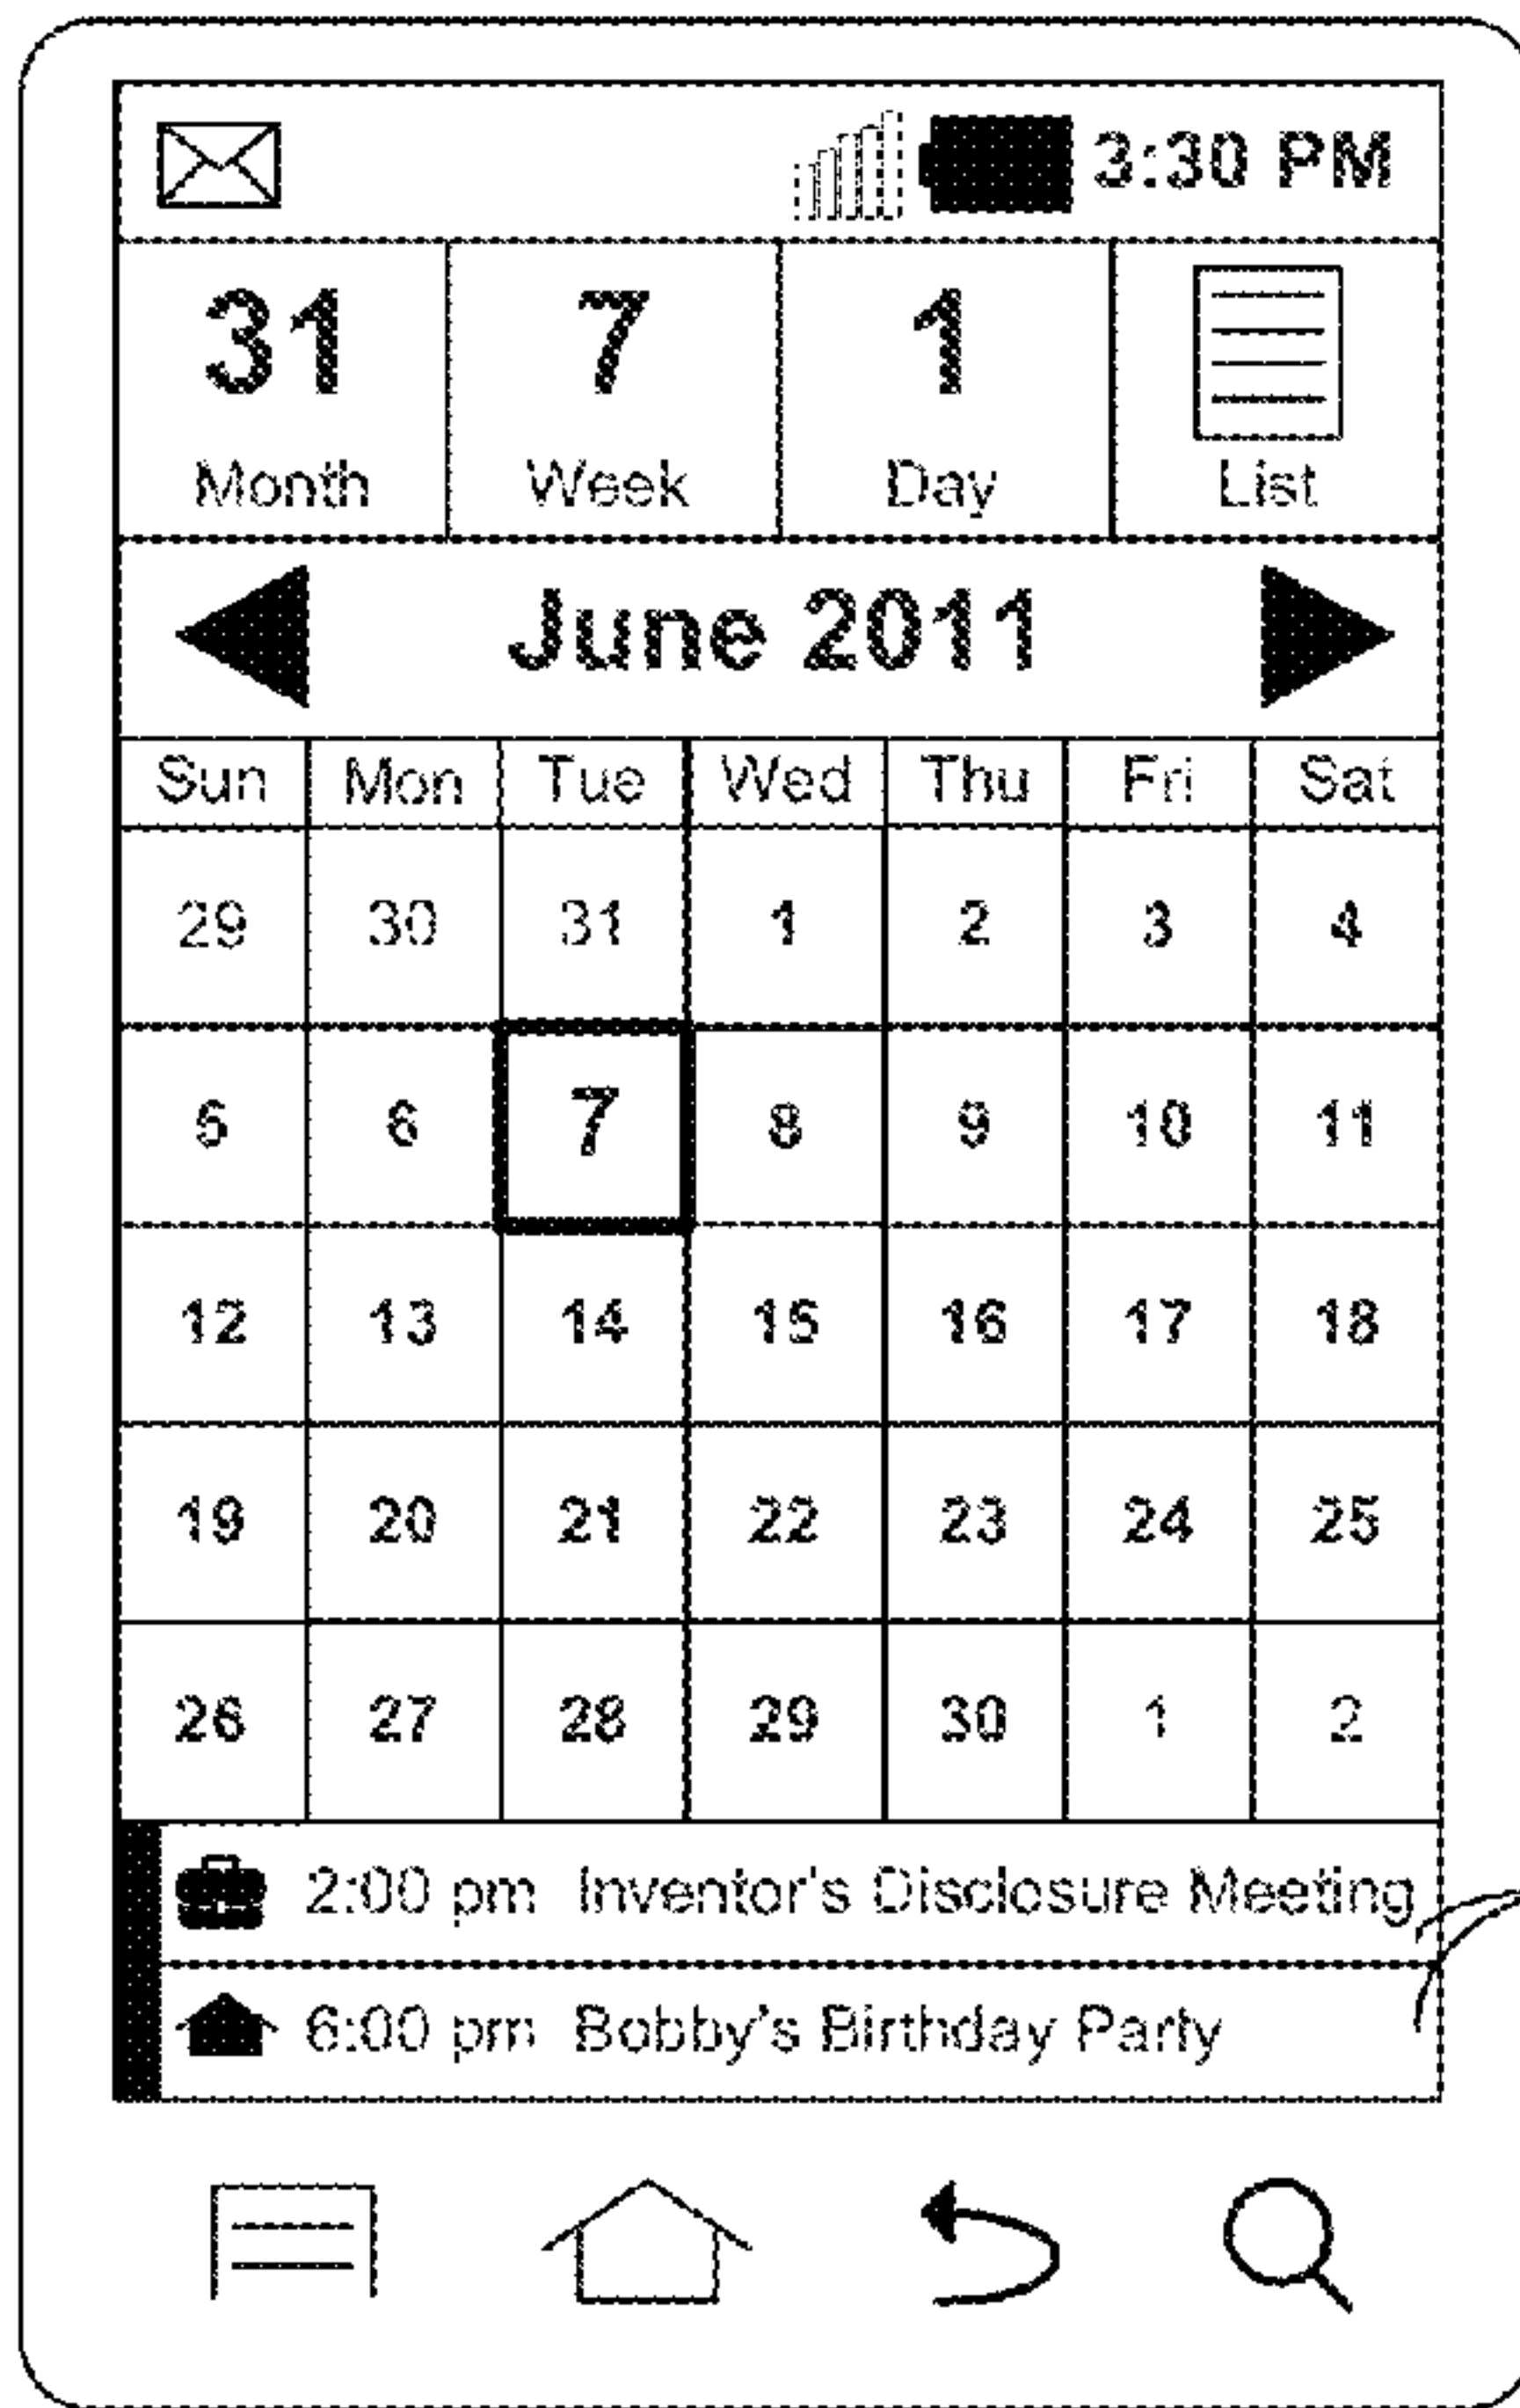 3:30 PM
31 7 1
Month Week Day List
June 2011
Sun Mon Tue Wed Thu Fri Sat
29 30 31 1 2 3 4
5 6 7 8 9 10 11
12 13 14 15 16 17 18
19 20 21 22 23 24 25
26 27 28 29 30 1 2
2:00 pm Inventor's Disclosure Meeting
6:00 pm Bobby's Birthday Party